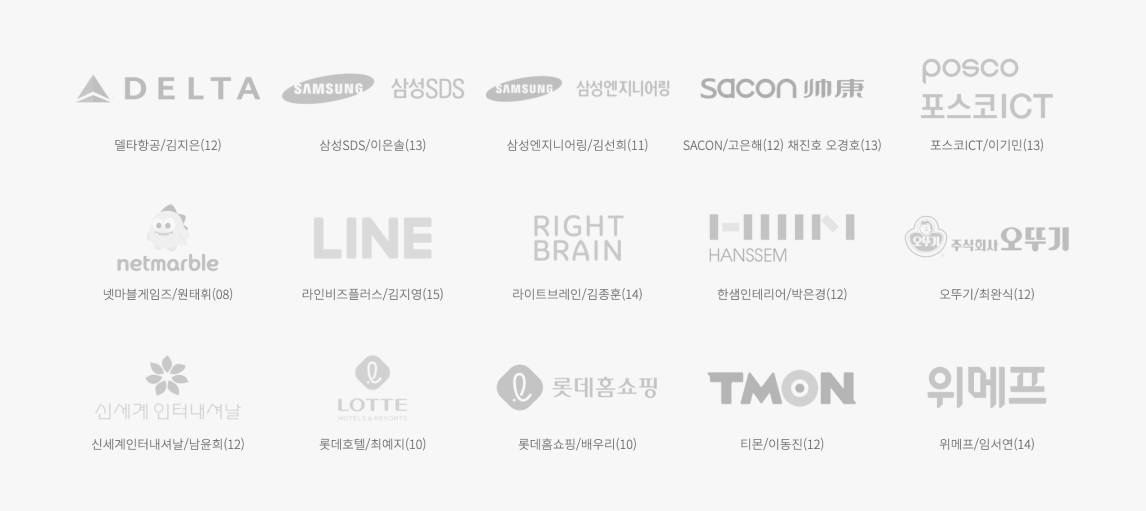 DELTA
SAMSUNG 삼성SDS
SAMSUNG 삼성엔지니어링
sacon 帅康
posco
포스코ICT
델타항공/김지은(12)
삼성SDS/이은솔(13)
삼성엔지니어링/김선희(11)
SACON/고은해(12) 채진호 오경호(13)
포스코ICT/이기민(13)
netmarble
LINE
RIGHT
BRAIN
HANSSEM
오뚜기 주식회사 오뚜기
넷마블게임즈/원태휘(08)
라인비즈플러스/김지영(15)
라이트브레인/김종훈(14)
한샘인테리어/박은경(12)
오뚜기/최완식(12)
신세계인터내셔날
LOTTE
HOTELS & RESORTS
롯데홈쇼핑
TMON
위메프
신세계인터내셔날/남윤희(12)
롯데호텔/최예지(10)
롯데홈쇼핑/배우리(10)
티몬/이동진(12)
위메프/임서연(14)